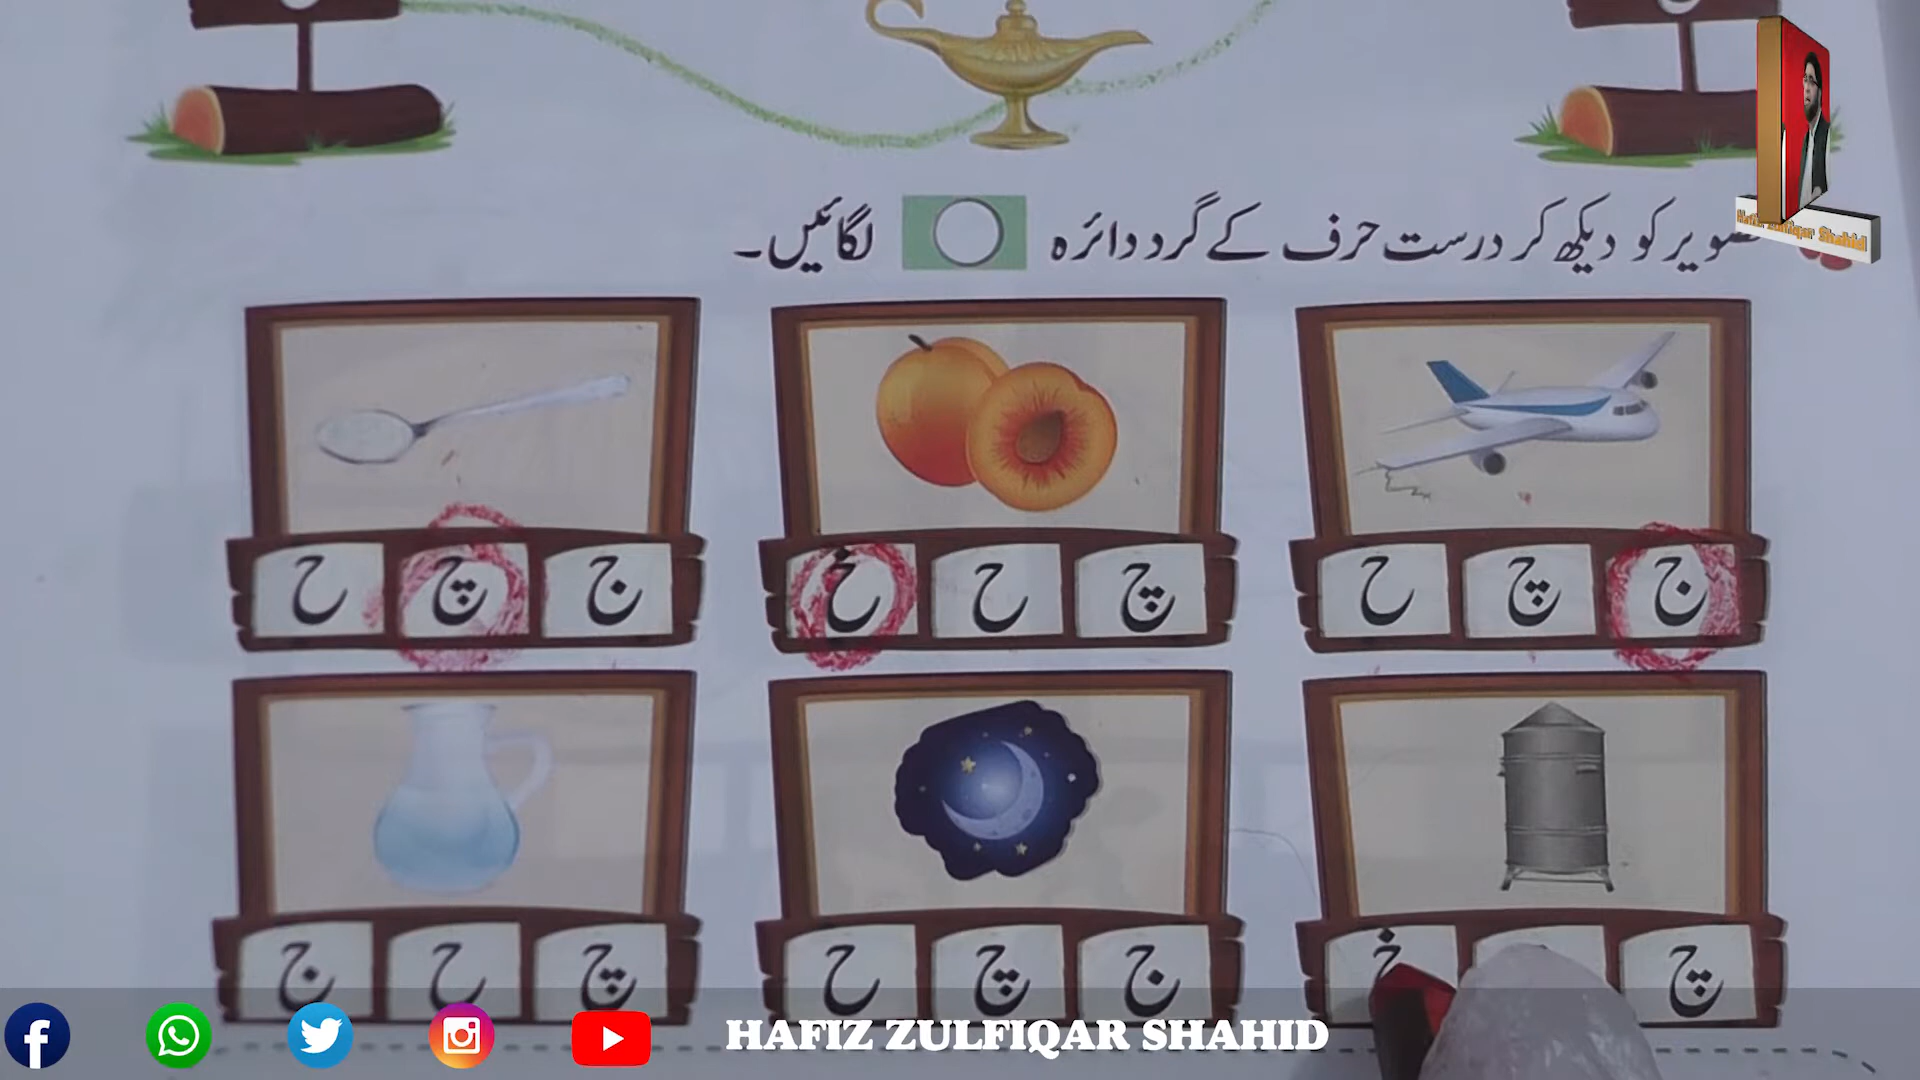 تصویر کو دیکھ کر درست حرف کے گرد دائرہ لگائیں۔
Hafiz Zulfiqar Shahid
ج چ ح
چ ح خ
ج چ ح
چ خ
ج چ ح
چ ح ج
HAFIZ ZULFIQAR SHAHID